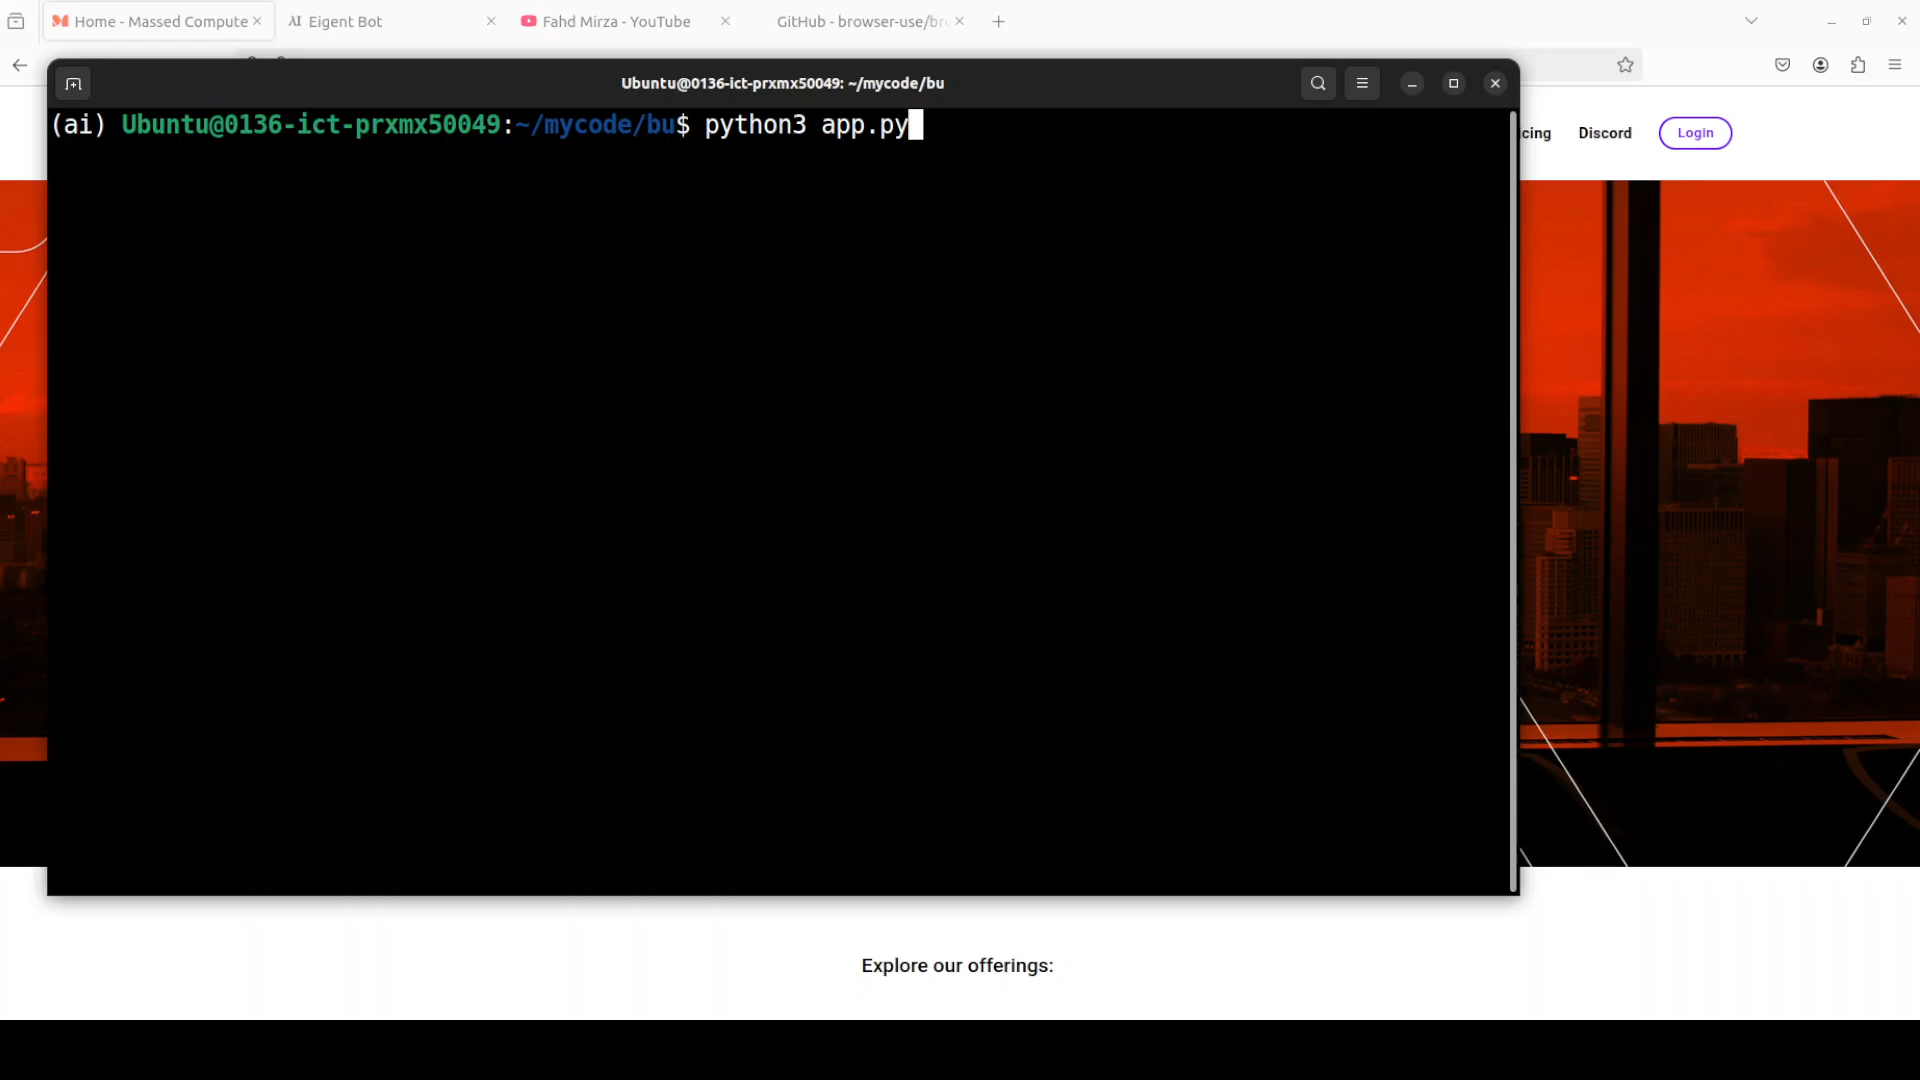 Home - Massed Compute
Eigent Bot
Fahd Mirza - YouTube
GitHub - browser-use/bro
Ubuntu@0136-ict-prxmx50049: ~/mycode/bu
(ai) Ubuntu@0136-ict-prxmx50049:~/mycode/bu$ python3 app.py
cing
Discord
Login
Explore our offerings: